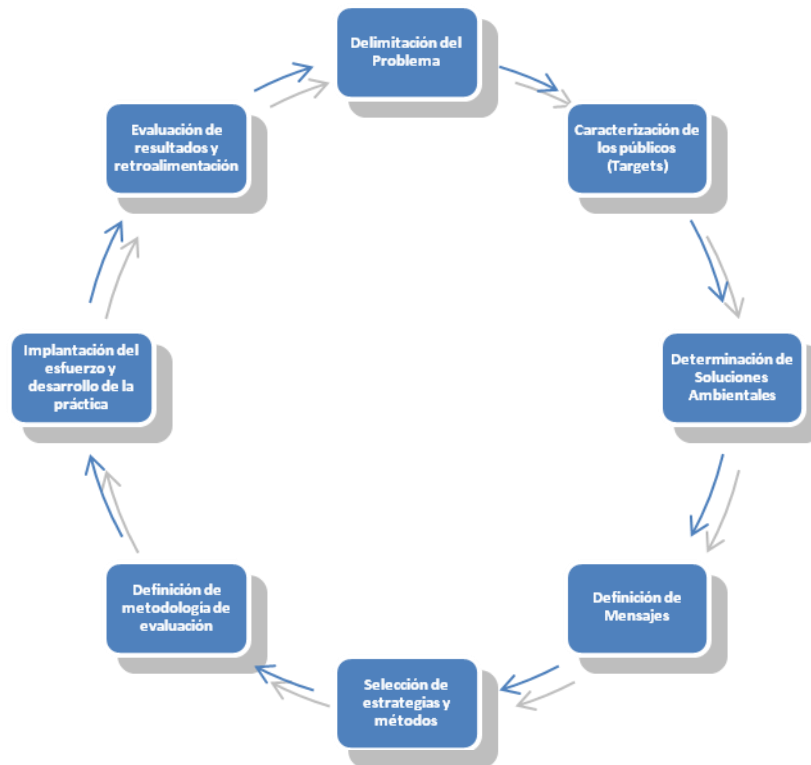 Delimitación del
Problema
Caracterización de
los públicos
(Targets)
Determinación de
Soluciones
Ambientales
Definición de
Mensajes
Selección de
estrategias y
métodos
Definición de
metodología de
evaluación
Implantación del
esfuerzo y
desarrollo de la
práctica
Evaluación de
resultados y
retroalimentación